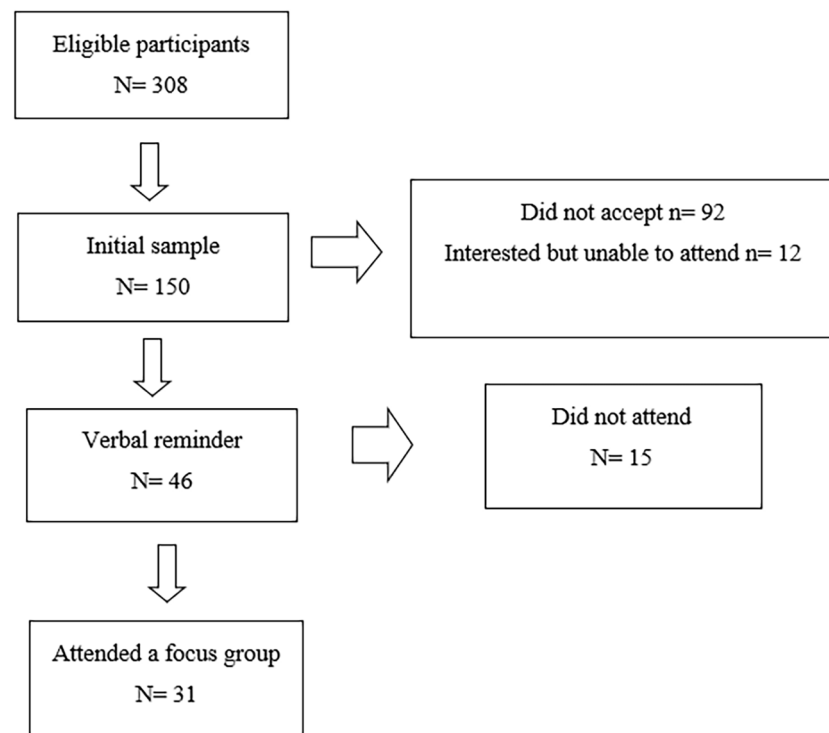 Eligible participants
N= 308
Initial sample
N= 150
Did not accept n= 92
Interested but unable to attend n= 12
Verbal reminder
N= 46
Did not attend
N= 15
Attended a focus group
N= 31